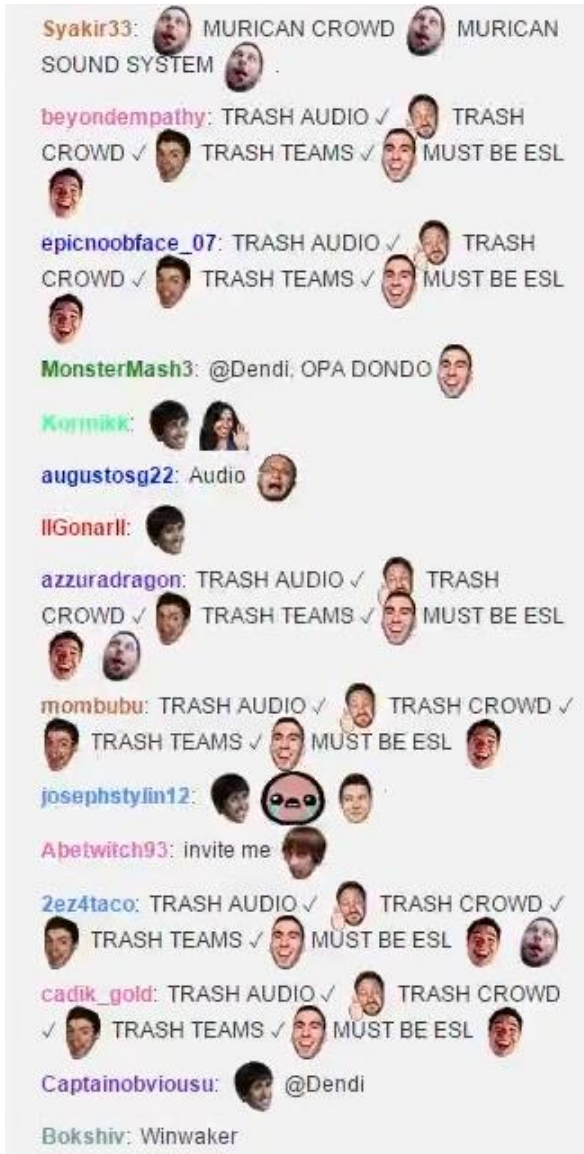 Syakir33: MURICAN CROWD MURICAN
SOUND SYSTEM .
beyondempathy: TRASH AUDIO ✓ TRASH
CROWD ✓ TRASH TEAMS ✓ MUST BE ESL
epicnoobface_07: TRASH AUDIO ✓ TRASH
CROWD ✓ TRASH TEAMS ✓ MUST BE ESL
MonsterMash3: @Dendi, OPA DONDO
Kormikk:
augustosg22: Audio
IIGonarII:
azzuradragon: TRASH AUDIO ✓ TRASH
CROWD ✓ TRASH TEAMS ✓ MUST BE ESL
mombubu: TRASH AUDIO ✓ TRASH CROWD ✓
TRASH TEAMS ✓ MUST BE ESL
josephstylin12:
Abetwitch93: invite me
2ez4taco: TRASH AUDIO ✓ TRASH CROWD ✓
TRASH TEAMS ✓ MUST BE ESL
cadik_gold: TRASH AUDIO ✓ TRASH CROWD
✓ TRASH TEAMS ✓ MUST BE ESL
Captainobviousu: @Dendi
Bokshiv: Winwaker